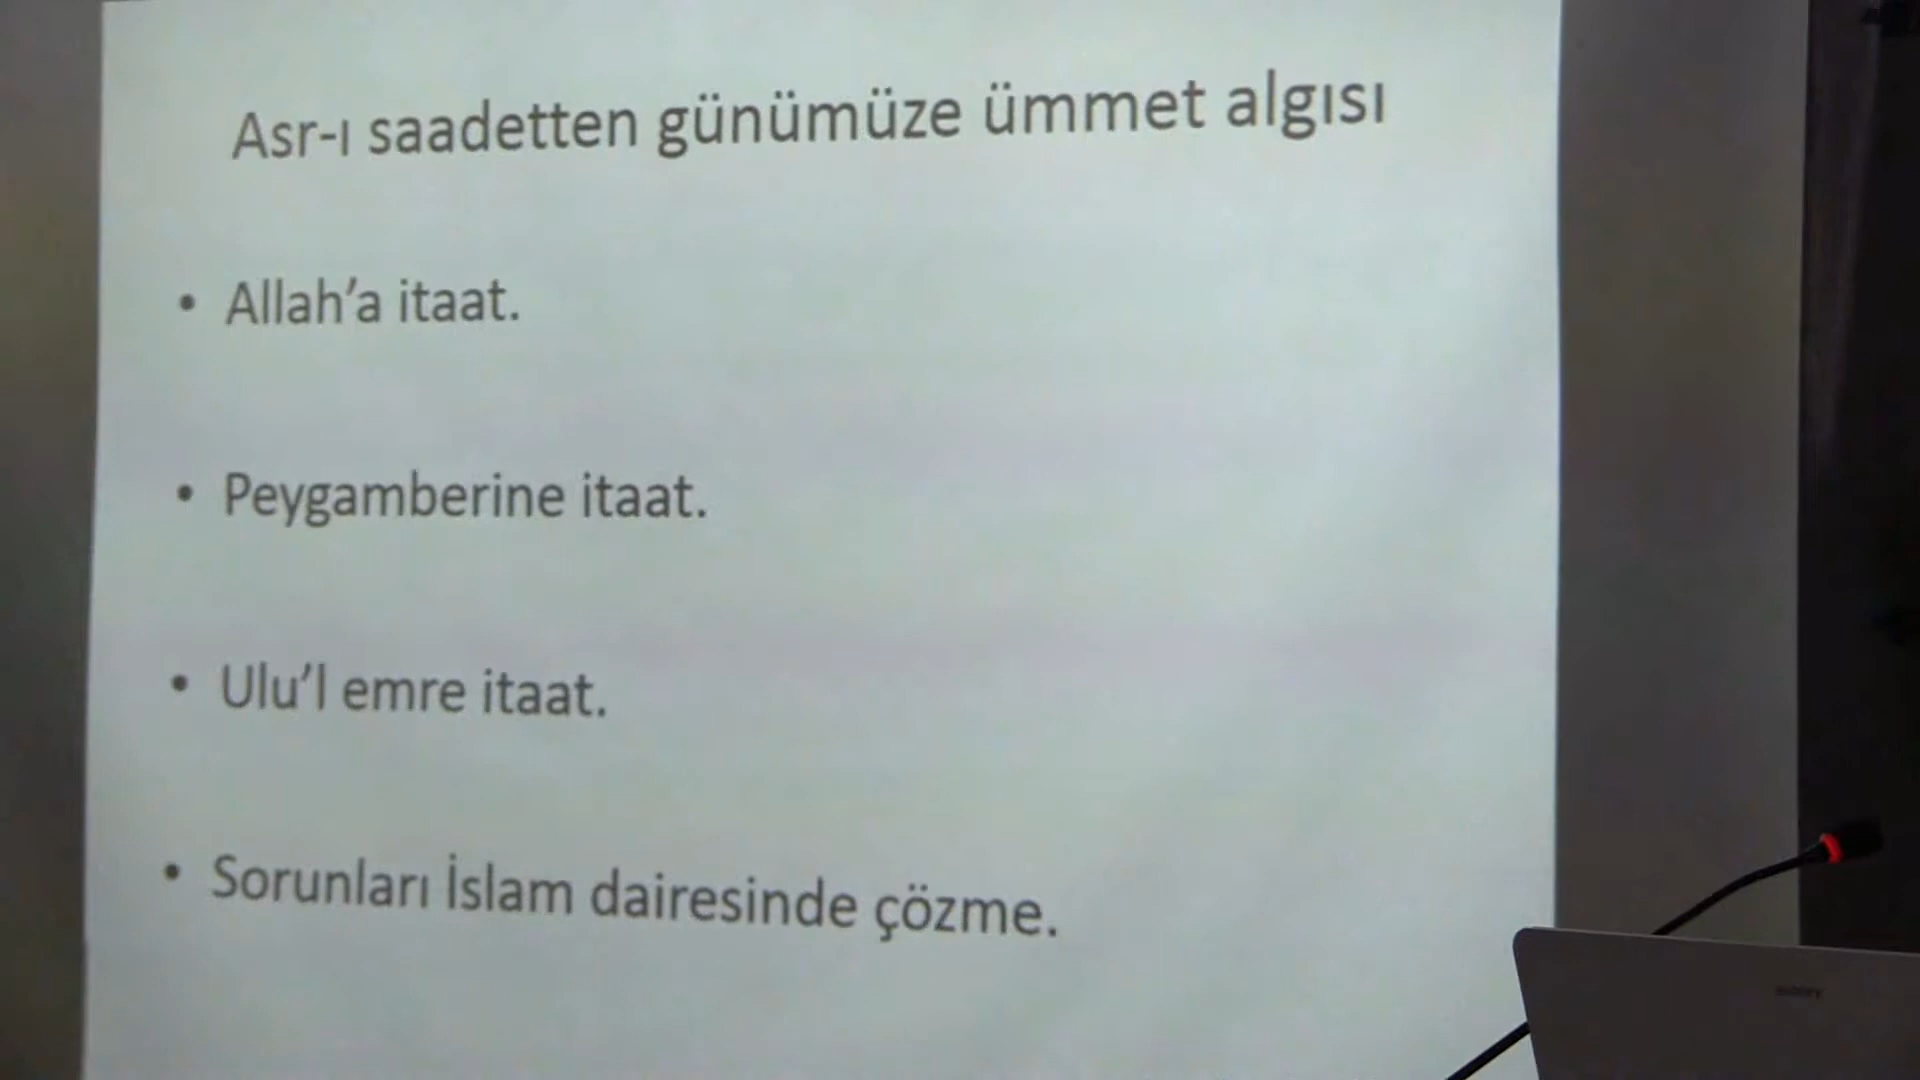 Asr-ı saadetten günümüze ümmet algısı
• Allah’a itaat.
• Peygamberine itaat.
• Ulu’l emre itaat.
• Sorunları İslam dairesinde çözme.